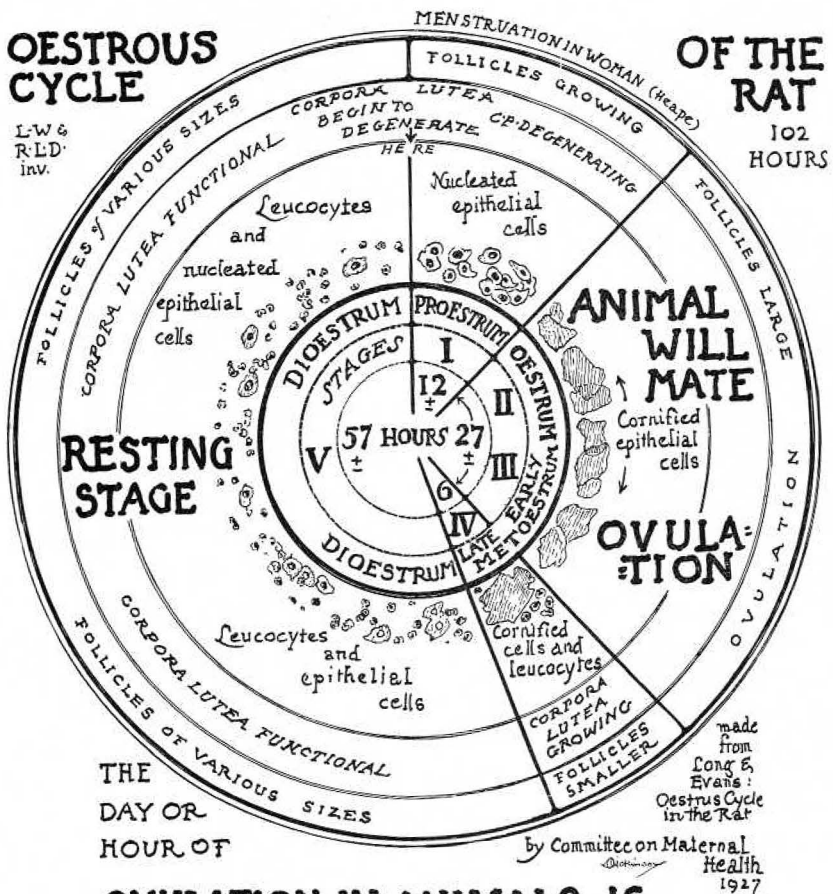 OESTROUS
CYCLE
L·W &
R·L·D·
inv.
MENSTRUATION IN WOMAN (Heape)
OF THE
RAT
102
HOURS
FOLLICLES of VARIOUS SIZES
FOLLICLES GROWING
FOLLICLES LARGE
OVULATION
FOLLICLES SMALLER
FOLLICLES OF VARIOUS SIZES
CORPORA LUTEA FUNCTIONAL
CORPORA LUTEA
BEGIN TO
DEGENERATE
HERE
CP·DEGENERATING
CORPORA
LUTEA
GROWING
CORPORA LUTEA FUNCTIONAL
Leucocytes
and
nucleated
epithelial
cells
Nucleated
epithelial
cells
ANIMAL
WILL
MATE
Cornified
epithelial
cells
OVULA=
=TION
Cornified
cells and
leucocytes
Leucocytes
and
epithelial
cells
RESTING
STAGE
DIOESTRUM
PROESTRUM
OESTRUM
EARLY
METOESTRUM
LATE
DIOESTRUM
STAGES
I
II
III
IV
V
12
±
57 HOURS 27
± ±
6
THE
DAY OR
HOUR OF
made
from
Long &
Evans:
Oestrus Cycle
in the Rat
by Committee on Maternal
Health
1927